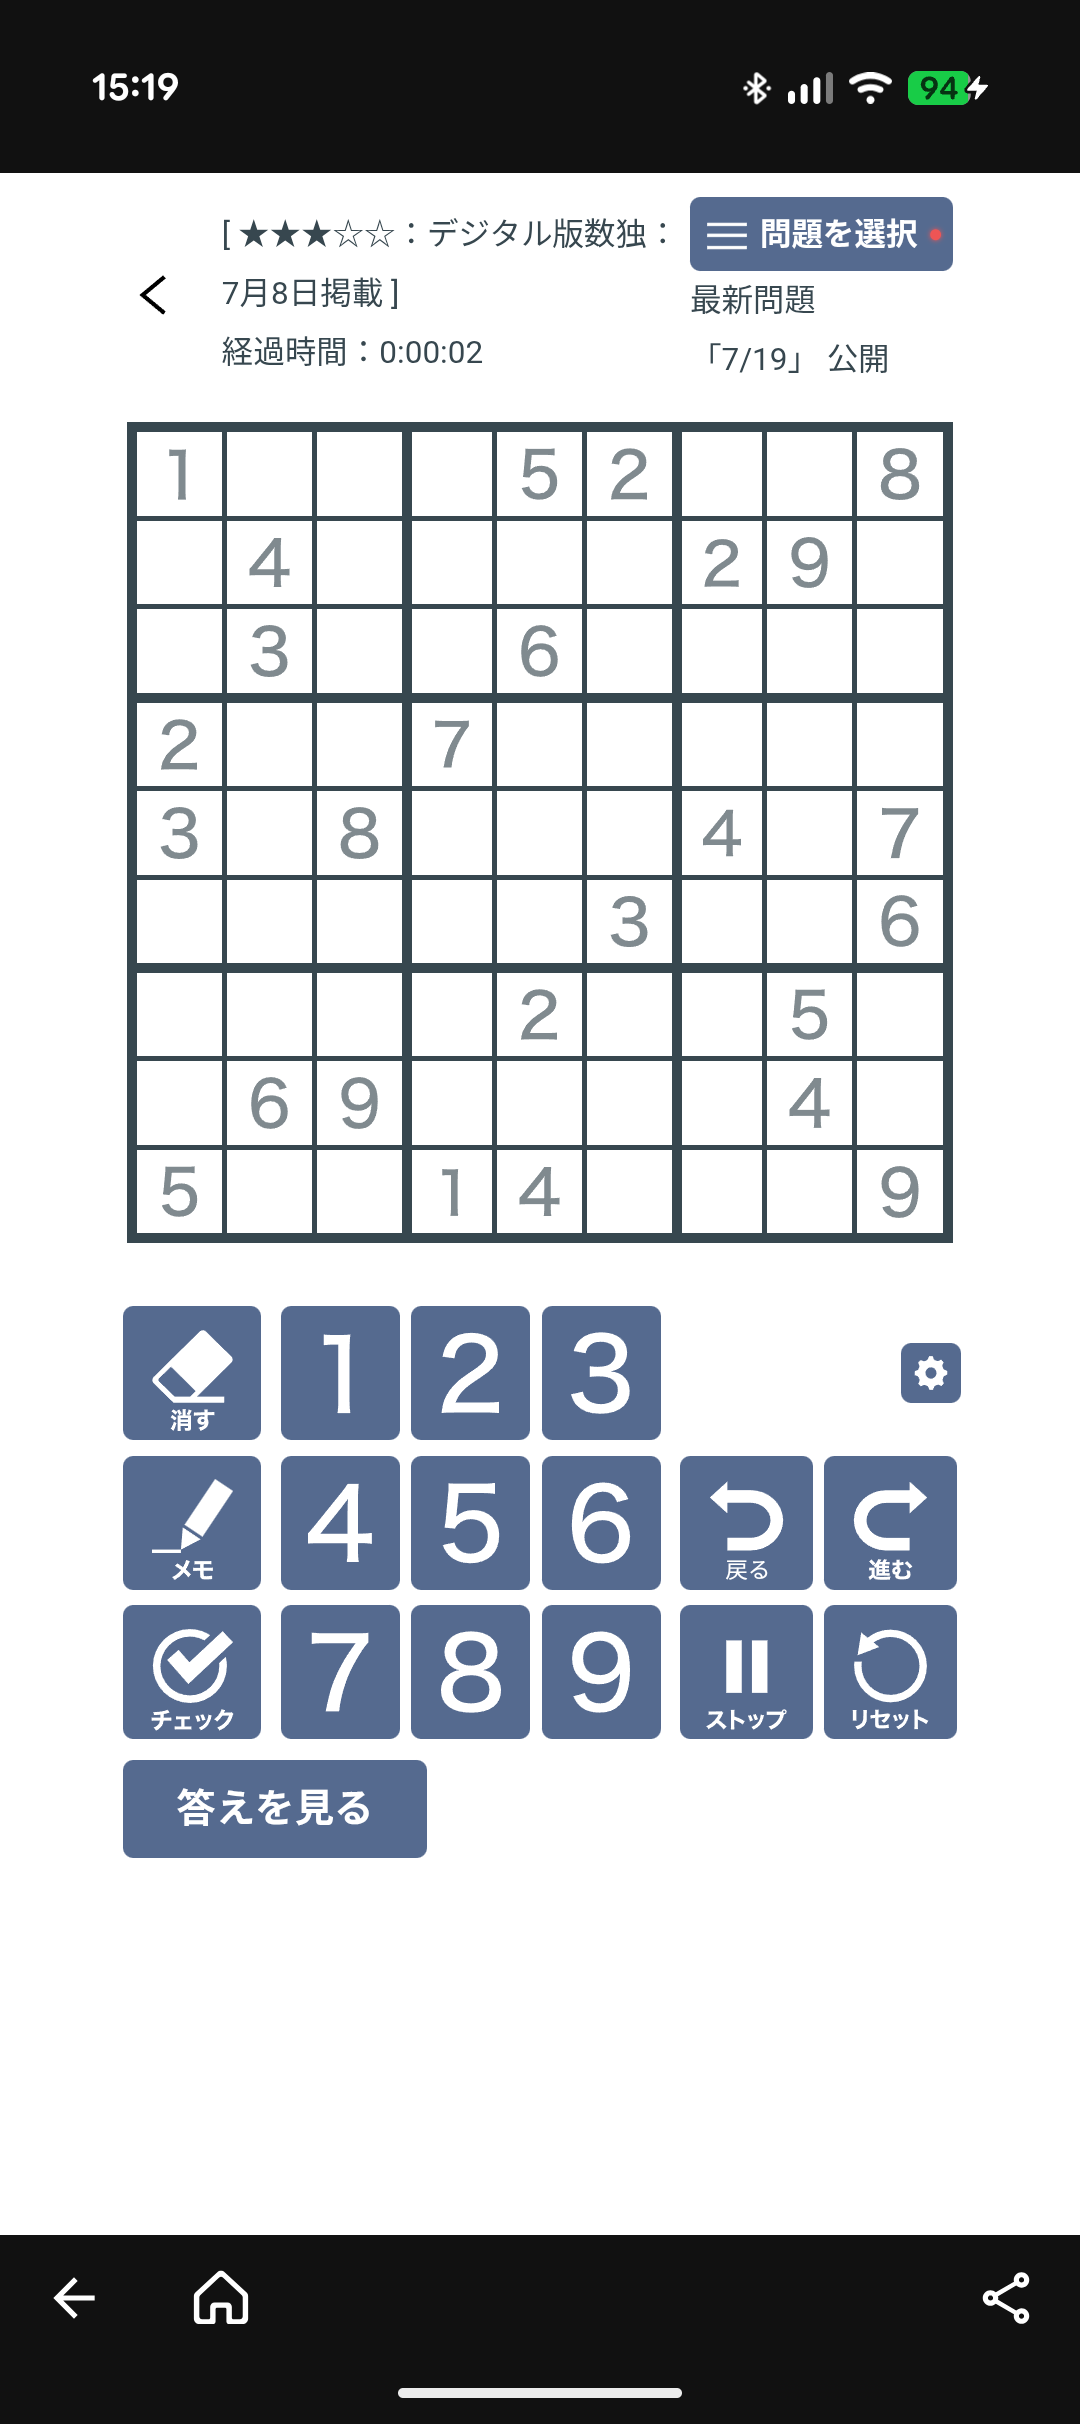 15:19
94
[ ★★★☆☆：デジタル版数独：
7月8日掲載 ]
経過時間：0:00:02
問題を選択
最新問題
「7/19」 公開
1 5 2 8
4 2 9
3 6
2 7
3 8 4 7
3 6
2 5
6 9 4
5 1 4 9
消す 1 2 3
メモ 4 5 6 戻る 進む
チェック 7 8 9 ストップ リセット
答えを見る